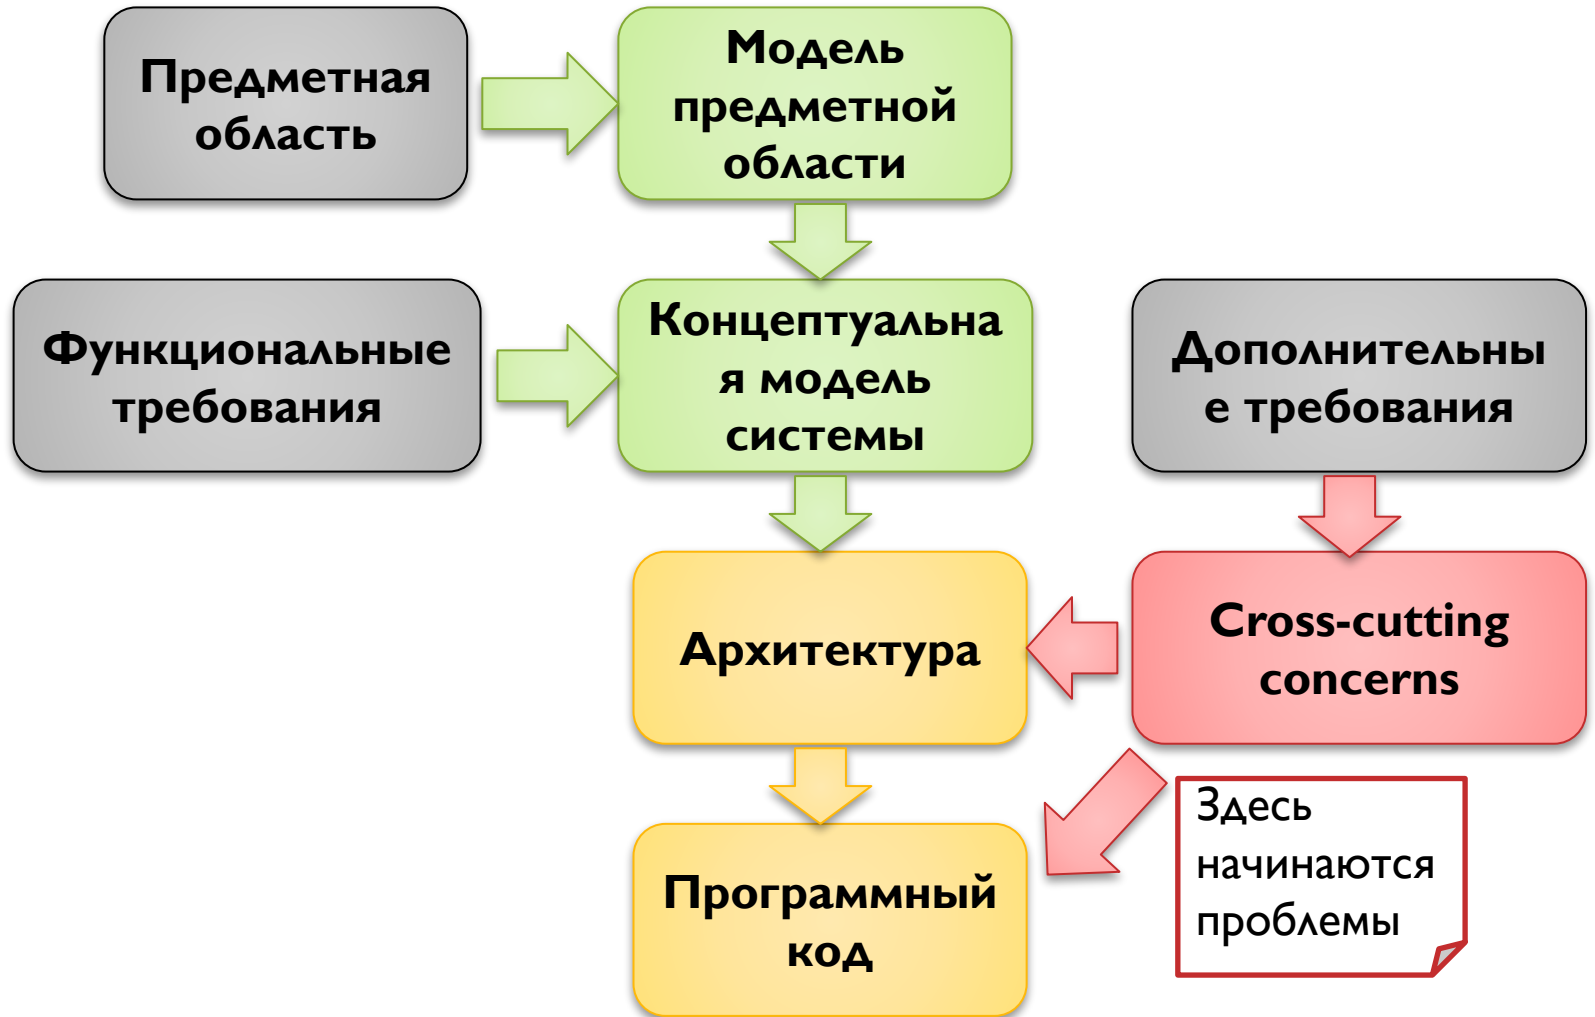 Предметная
область
Модель
предметной
области
Функциональные
требования
Концептуальна
я модель
системы
Дополнительны
е требования
Архитектура
Cross-cutting
concerns
Программный
код
Здесь
начинаются
проблемы